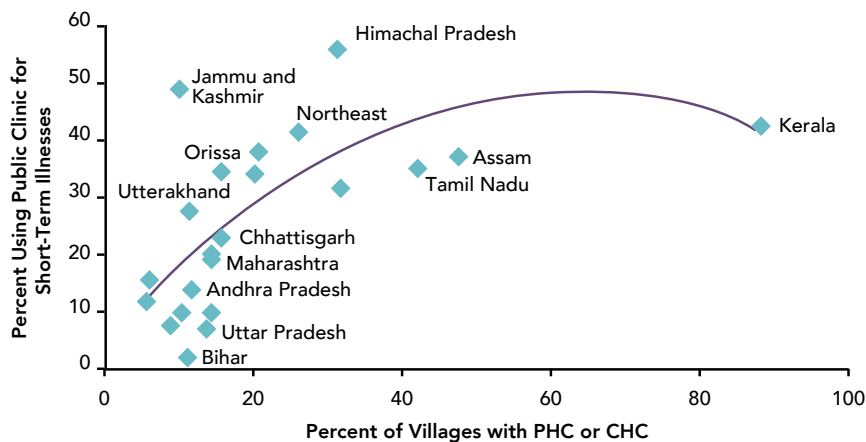 Percent Using Public Clinic for
Short-Term Illnesses
60
50
40
30
20
10
0
Himachal Pradesh
Jammu and
Kashmir
Northeast
Kerala
Orissa
Assam
Tamil Nadu
Utterakhand
Chhattisgarh
Maharashtra
Andhra Pradesh
Uttar Pradesh
Bihar
0 20 40 60 80 100
Percent of Villages with PHC or CHC